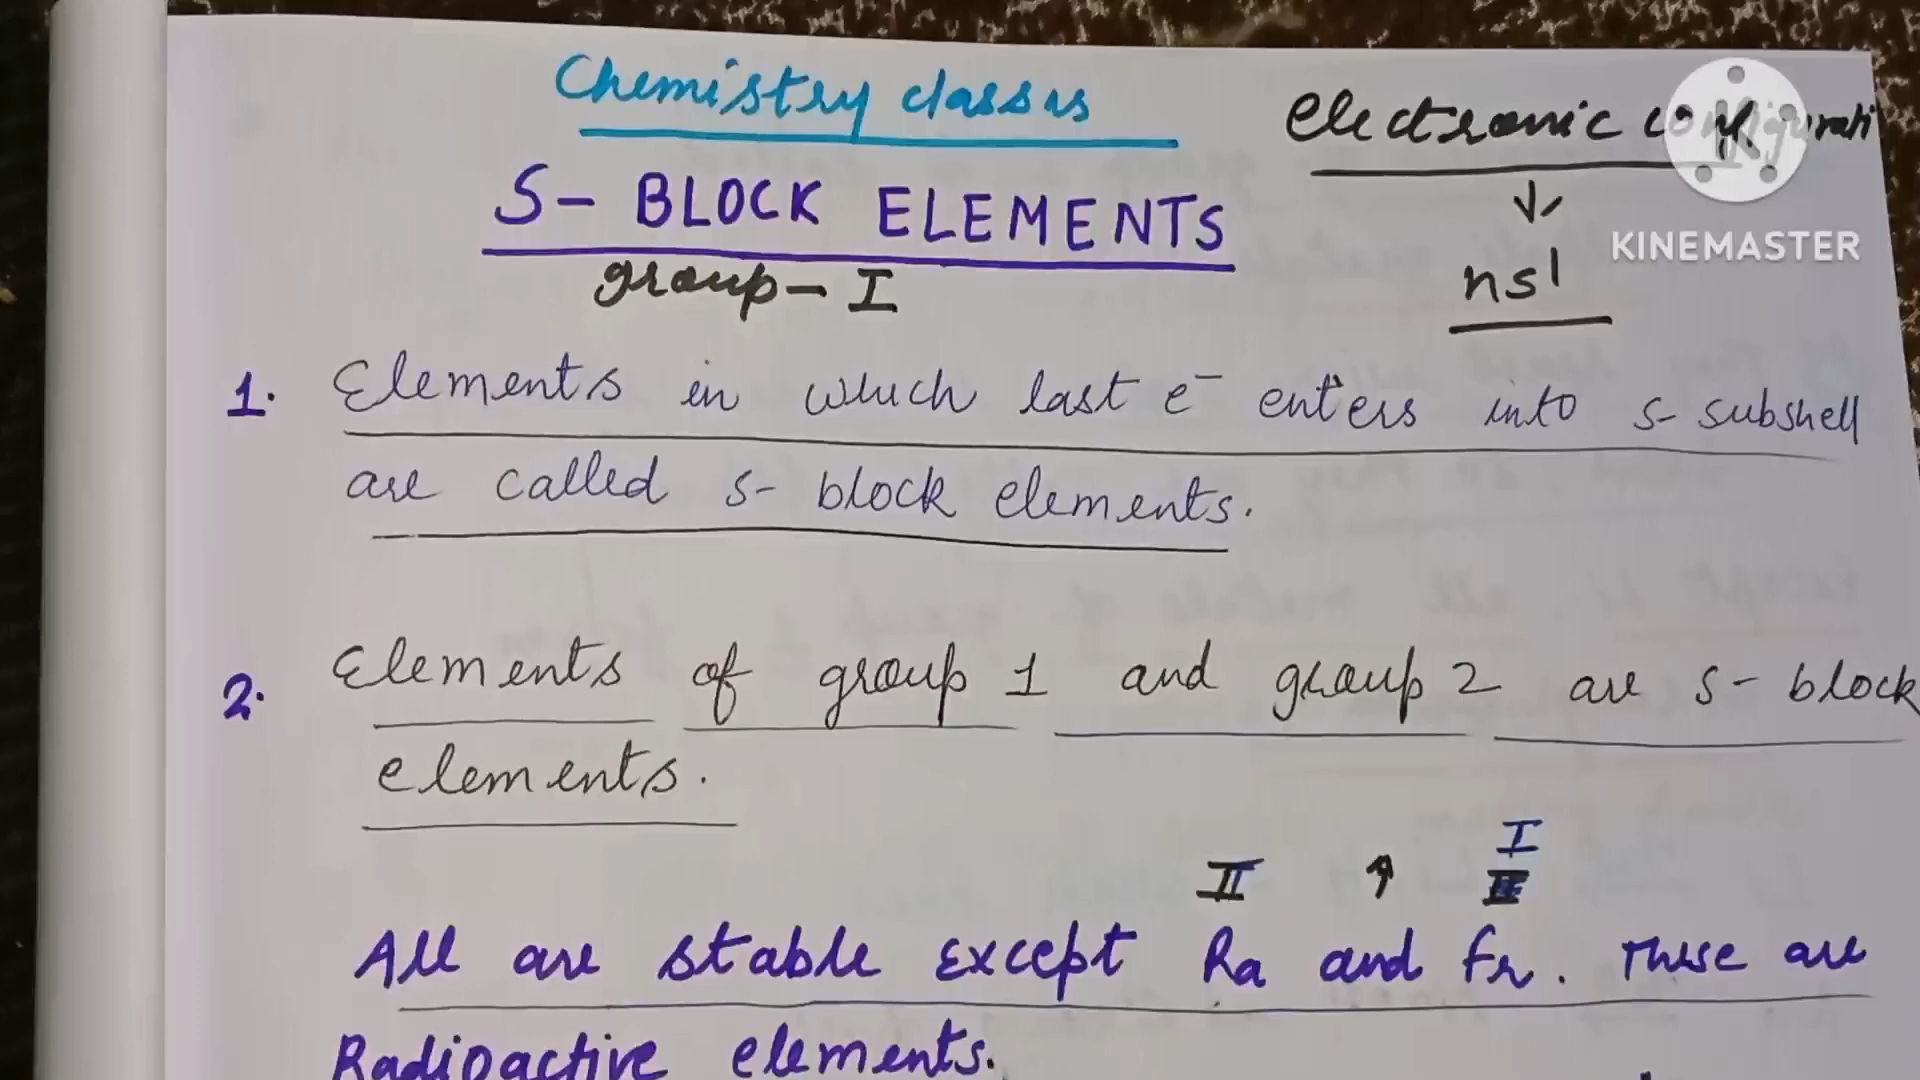 Chemistry classes
Electronic configurati
S- BLOCK ELEMENTS
KINEMASTER
group - I
ns¹
1. Elements in which last e⁻ enters into s- subshell
are called s- block elements.
2. Elements of group 1 and group 2 are s- block
elements.
I
II ↑
All are stable except Ra and Fr. These are
Radioactive elements.